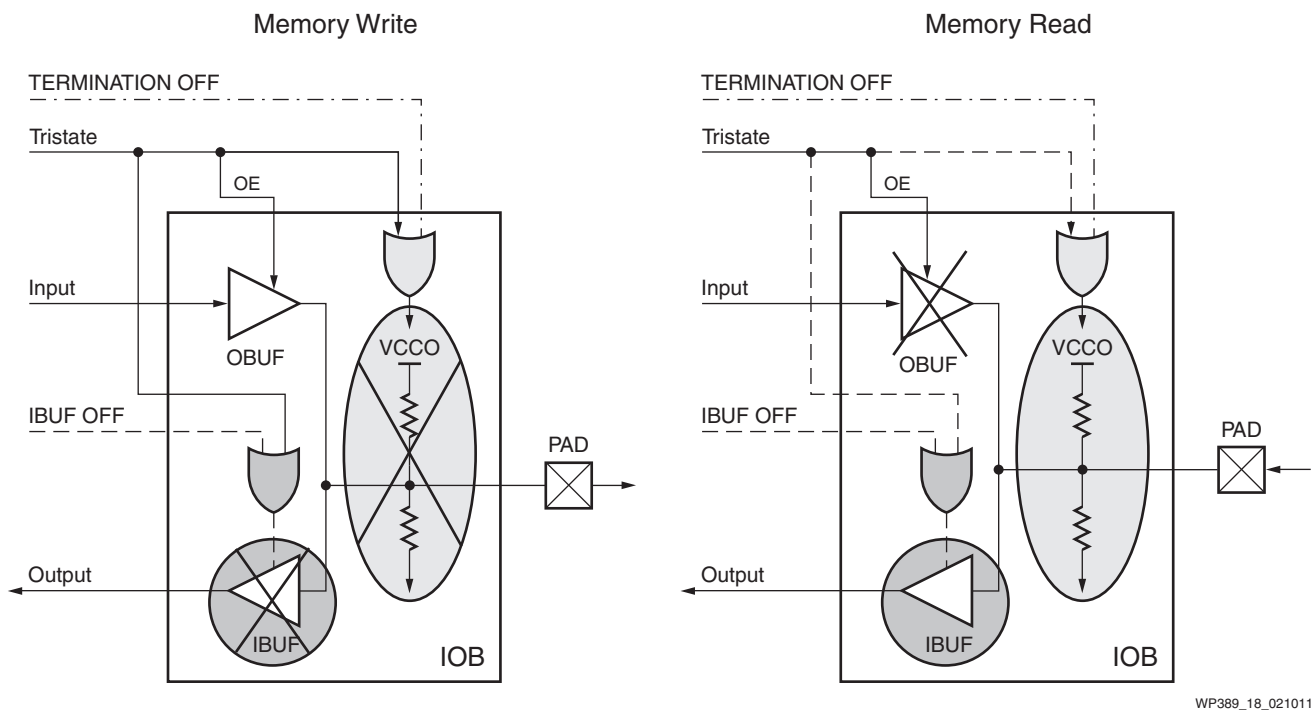 Memory Write
Memory Read
TERMINATION OFF
Tristate
OE
Input
OBUF
VCCO
IBUF OFF
PAD
Output
IBUF
IOB
TERMINATION OFF
Tristate
OE
Input
OBUF
VCCO
IBUF OFF
PAD
Output
IBUF
IOB
WP389_18_021011